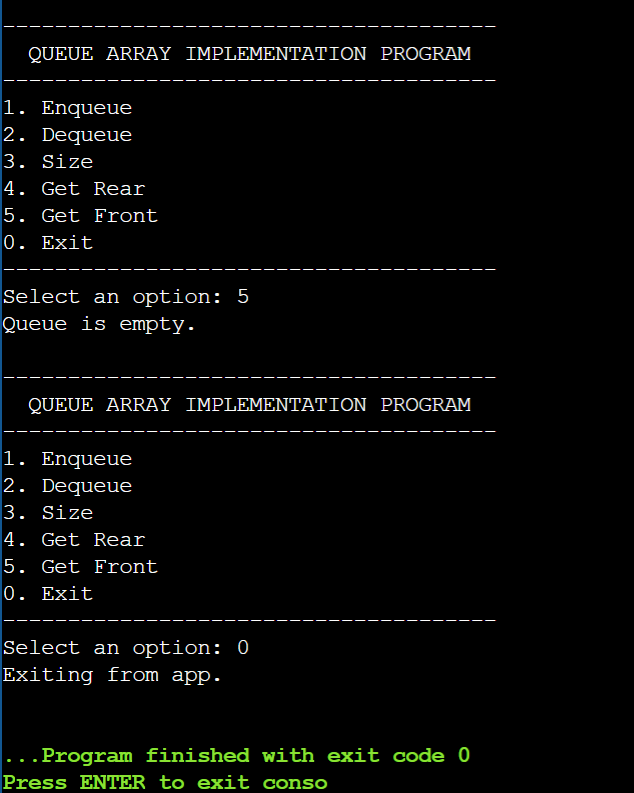 --------------------------------------
  QUEUE ARRAY IMPLEMENTATION PROGRAM
--------------------------------------
1. Enqueue
2. Dequeue
3. Size
4. Get Rear
5. Get Front
0. Exit
--------------------------------------
Select an option: 5
Queue is empty.

--------------------------------------
  QUEUE ARRAY IMPLEMENTATION PROGRAM
--------------------------------------
1. Enqueue
2. Dequeue
3. Size
4. Get Rear
5. Get Front
0. Exit
--------------------------------------
Select an option: 0
Exiting from app.


...Program finished with exit code 0
Press ENTER to exit conso